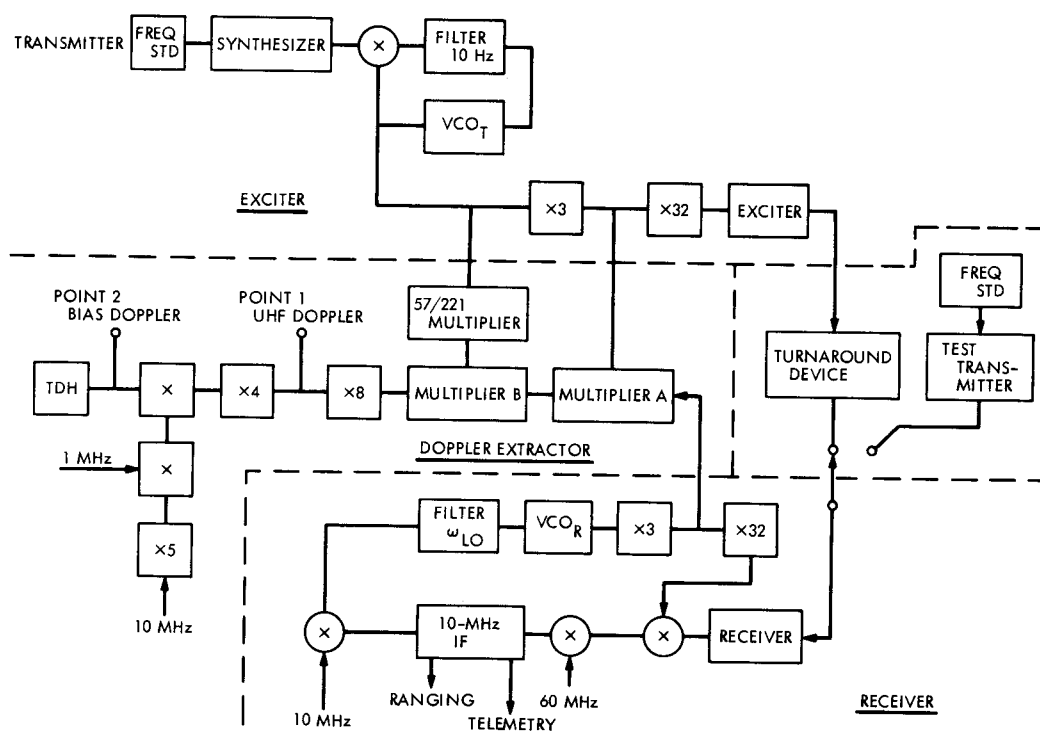 TRANSMITTER
FREQ
STD
SYNTHESIZER
×
FILTER
10 Hz
VCO_T
EXCITER
×3
×32
EXCITER
POINT 2
BIAS DOPPLER
POINT 1
UHF DOPPLER
57/221
MULTIPLIER
FREQ
STD
TDH
×
×4
×8
MULTIPLIER B
MULTIPLIER A
TURNAROUND
DEVICE
TEST
TRANS-
MITTER
1 MHz
×
DOPPLER EXTRACTOR
×5
10 MHz
FILTER
ω_LO
VCO_R
×3
×32
×
10-MHz
IF
×
×
RECEIVER
10 MHz
RANGING
TELEMETRY
60 MHz
RECEIVER